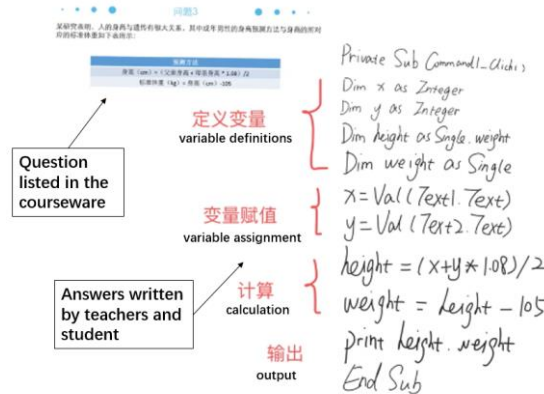 问题3
某研究表明，人的身高与遗传有很大关系，其中成年男性的身高预测方法与身高的所对
应的标准体重如下表所示：
预测方法
身高（cm）=（父亲身高+母亲身高*1.08）/2
标准体重（kg）=身高（cm）-105
Question
listed in the
courseware
定义变量
variable definitions
变量赋值
variable assignment
计算
calculation
输出
output
Answers written
by teachers and
student
Private Sub Command1_Click()
Dim x as Znteger
Dim y as Znteger
Dim height as Single.weight
Dim weight as Single
x=Val(7ext1.7ext)
y=Val(7ext2.7ext)
height=(x+y*1.08)/2
weight = height - 105
print height.weight
End Sub